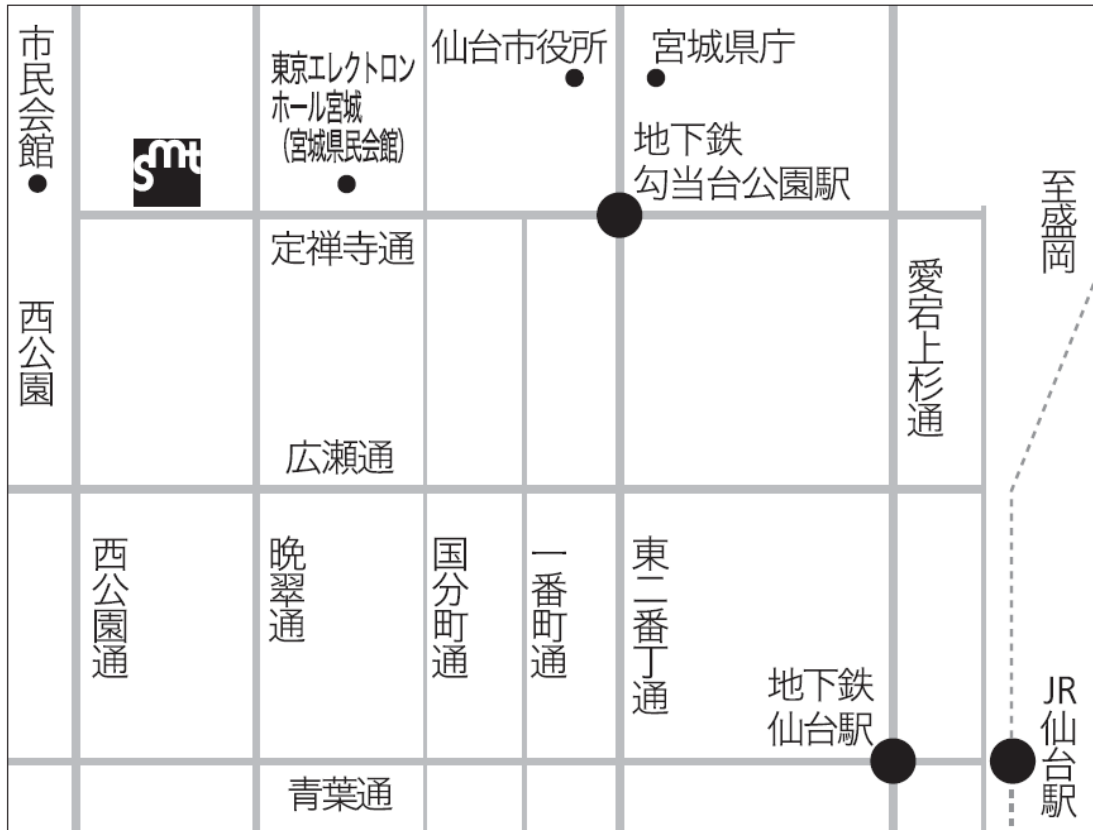 市民会館
smt
東京エレクトロン
ホール宮城
（宮城県民会館）
仙台市役所
宮城県庁
地下鉄
勾当台公園駅
至盛岡
定禅寺通
西公園
愛宕上杉通
広瀬通
西公園通
晩翠通
国分町通
一番町通
東二番丁通
地下鉄
仙台駅
JR仙台駅
青葉通